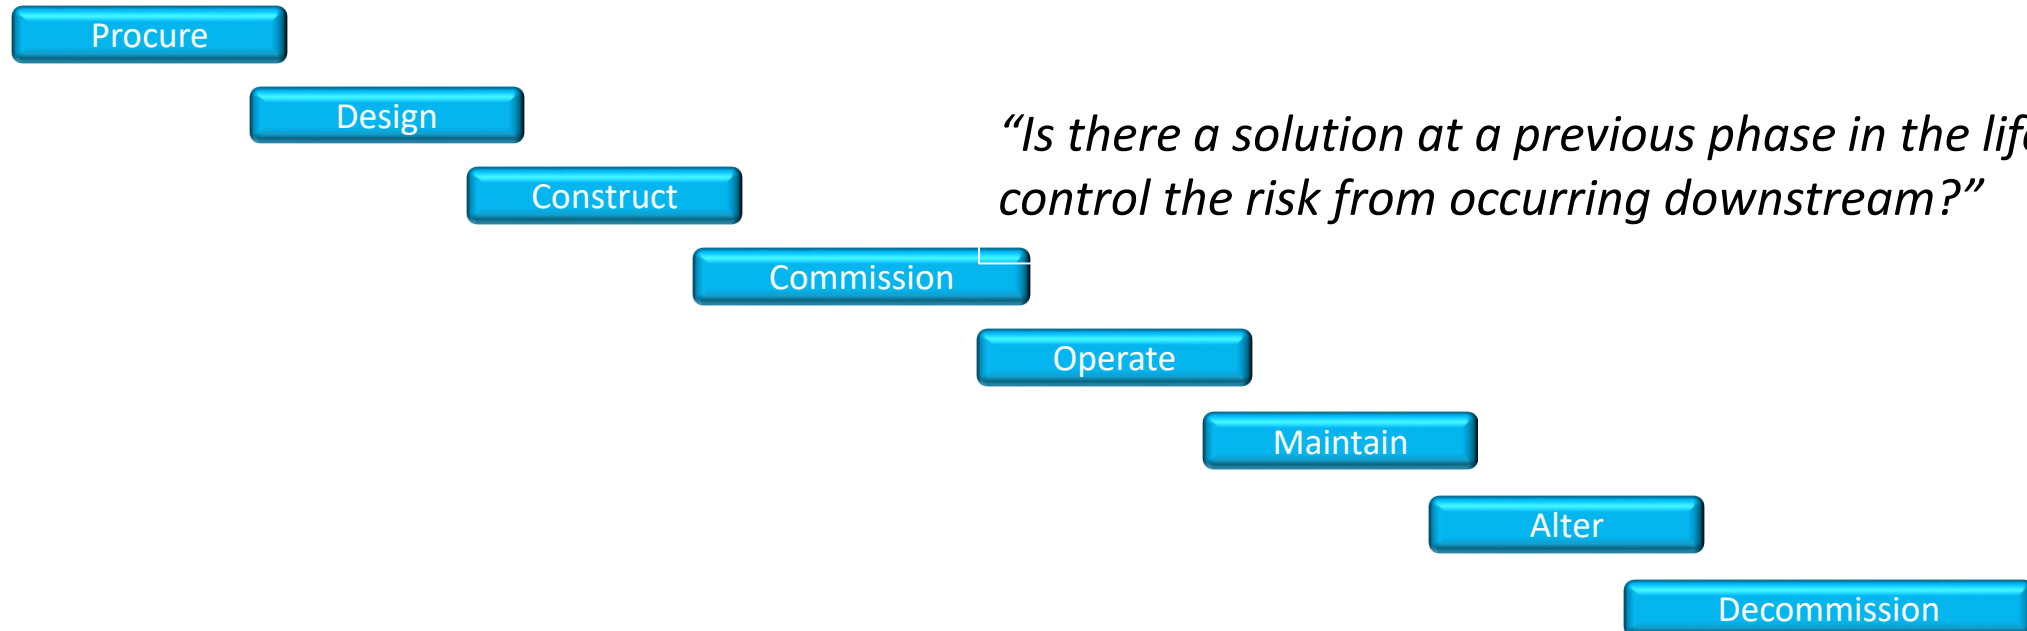 Procure
Design
“Is there a solution at a previous phase in the
control the risk from occurring downstream?”
Construct
Commission
Operate
Maintain
Alter
Decommission